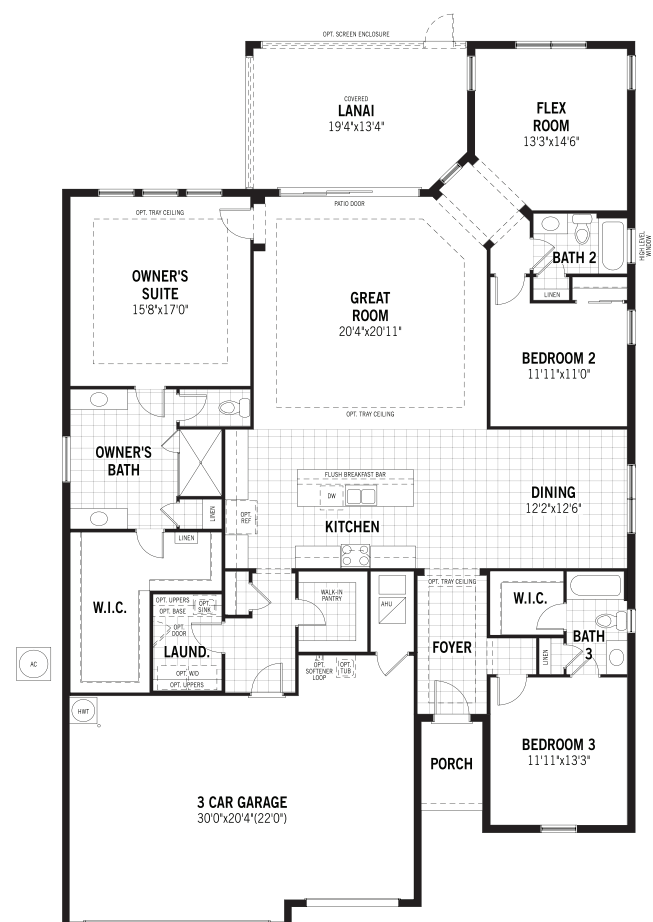 OPT. SCREEN ENCLOSURE
COVERED
LANAI
19'4"x13'4"
FLEX
ROOM
13'3"x14'6"
PATIO DOOR
OPT. TRAY CEILING
OWNER'S
SUITE
15'8"x17'0"
GREAT
ROOM
20'4"x20'11"
OPT. TRAY CEILING
BATH 2
HIGH LEVEL
WINDOW
LINEN
BEDROOM 2
11'11"x11'0"
OWNER'S
BATH
LINEN
LINEN
FLUSH BREAKFAST BAR
DW
OPT.
REF
KITCHEN
DINING
12'2"x12'6"
W.I.C.
OPT. UPPERS
OPT. BASE
OPT.
SINK
OPT.
DOOR
LAUND.
OPT. W/D
OPT. UPPERS
WALK-IN
PANTRY
AHU
OPT.
SOFTENER
LOOP
OPT.
TUB
OPT. TRAY CEILING
FOYER
W.I.C.
LINEN
BATH
3
AC
HWT
PORCH
BEDROOM 3
11'11"x13'3"
3 CAR GARAGE
30'0"x20'4"(22'0")